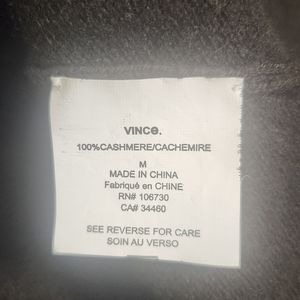 VINCE.
100%CASHMERE/CACHEMIRE
M
MADE IN CHINA
Fabriqué en CHINE
RN# 106730
CA# 34460
SEE REVERSE FOR CARE
SOIN AU VERSO